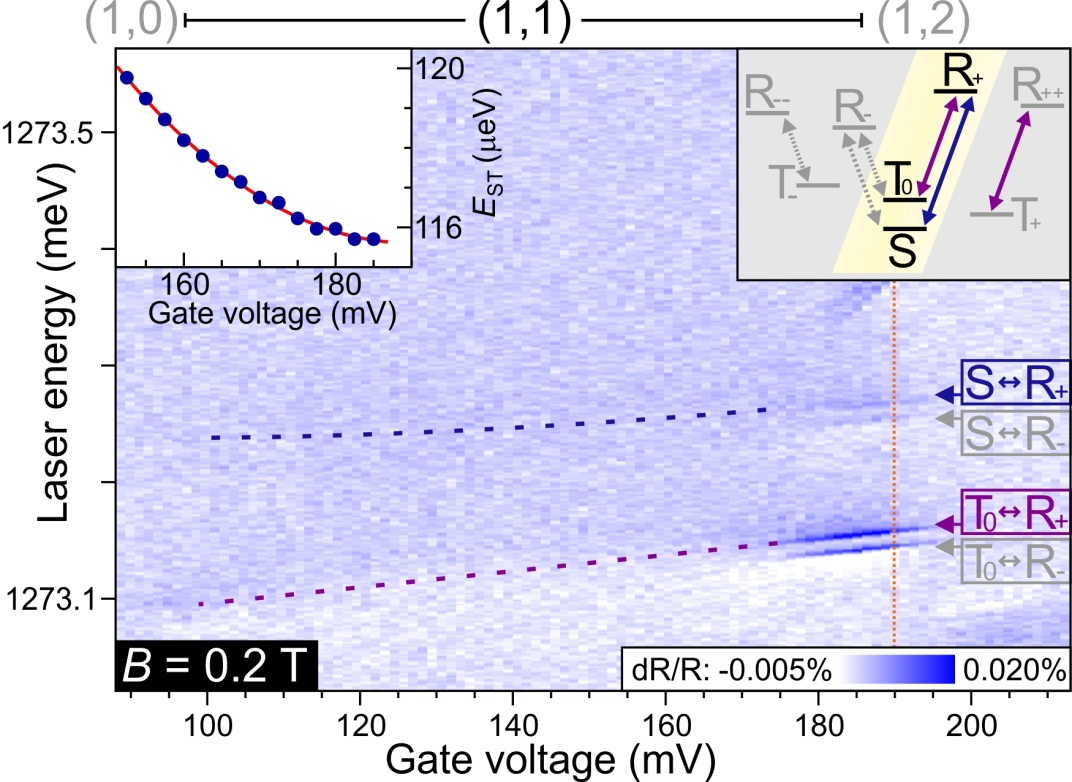 (1,0) (1,1) (1,2)
120
116
E_ST (μeV)
160 180
Gate voltage (mV)
R-- R- R+ R++
T- T0 T+
S
1273.5
1273.1
Laser energy (meV)
S↔R+
S↔R-
T0↔R+
T0↔R-
B = 0.2 T
dR/R: -0.005% 0.020%
100 120 140 160 180 200
Gate voltage (mV)